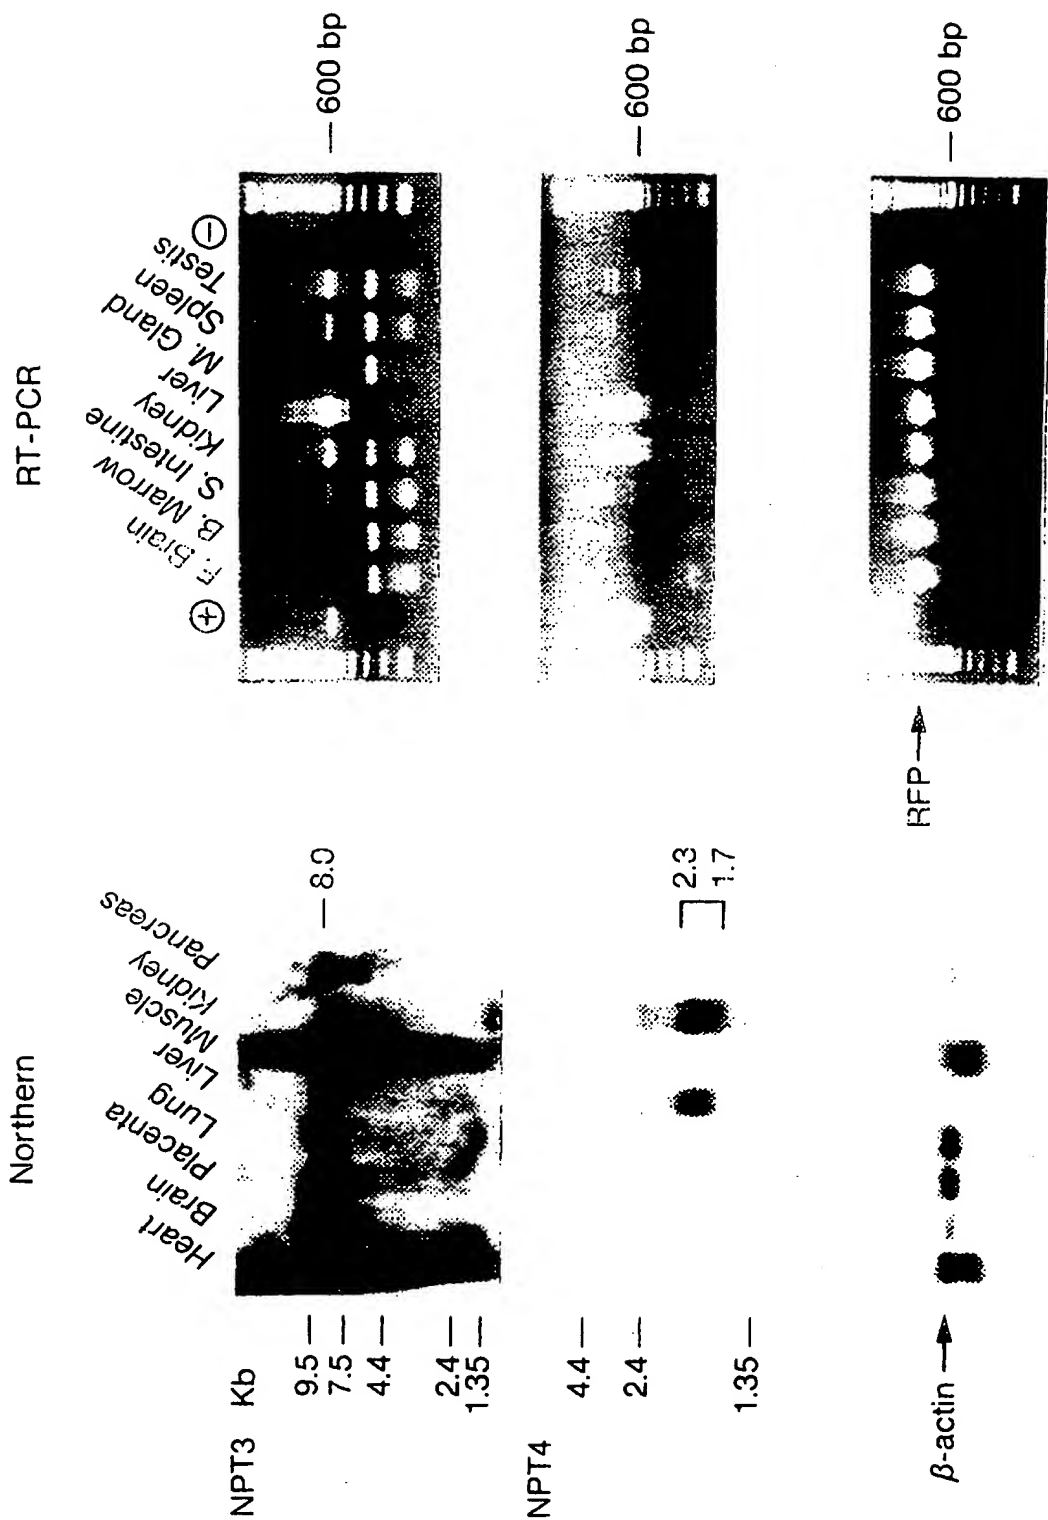 Northern
RT-PCR
Heart
Brain
Placenta
Lung
Liver
Muscle
Kidney
Pancreas
+
F. Brain
B. Marrow
S. Intestine
Kidney
Liver
M. Gland
Spleen
Testis
−
NPT3
Kb
9.5 —
7.5 —
4.4 —
2.4 —
1.35 —
— 8.0
— 600 bp
NPT4
4.4 —
2.4 —
1.35 —
2.3
1.7
— 600 bp
β-actin
RFP
— 600 bp